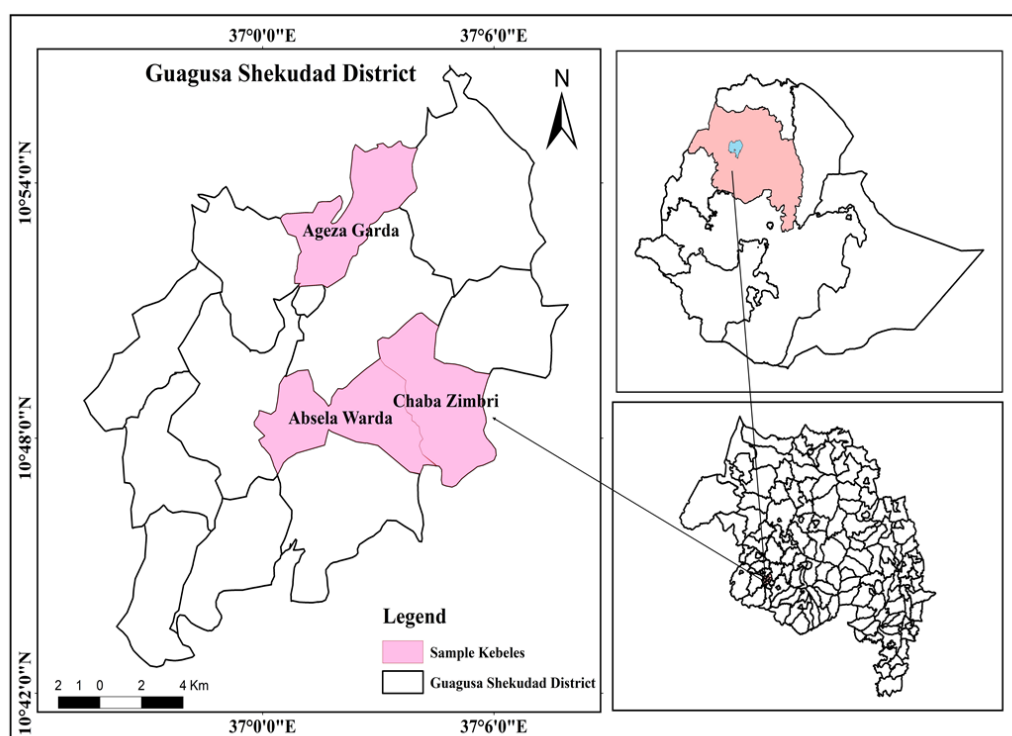 37°0'0"E
37°6'0"E
Guagusa Shekudad District
N
10°54'0"N
Ageza Garda
Chaba Zimbri
Absela Warda
10°48'0"N
Legend
Sample Kebeles
Guagusa Shekudad District
2 1 0 2 4 Km
10°42'0"N
37°0'0"E
37°6'0"E